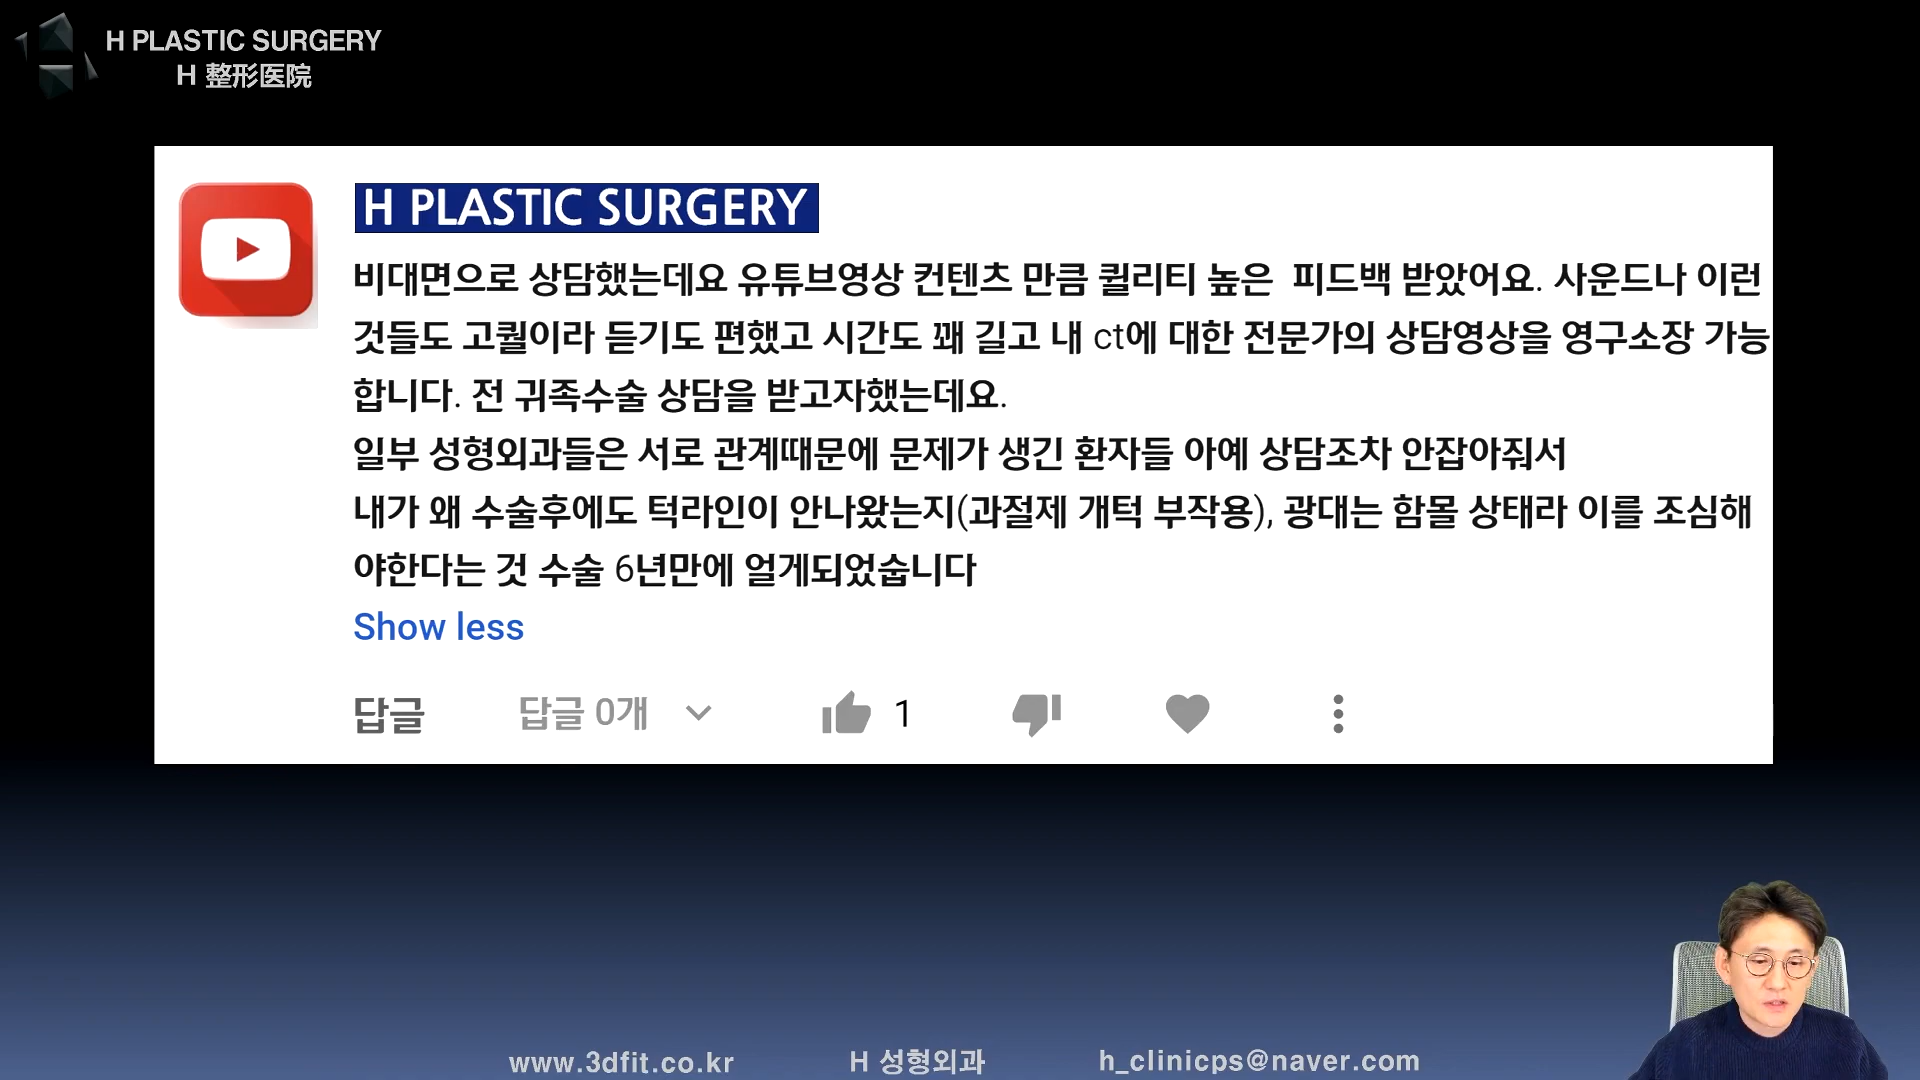 H PLASTIC SURGERY
H 整形医院
H PLASTIC SURGERY
비대면으로 상담했는데요 유튜브영상 컨텐츠 만큼 퀄리티 높은 피드백 받았어요. 사운드나 이런
것들도 고퀄이라 듣기도 편했고 시간도 꽤 길고 내 ct에 대한 전문가의 상담영상을 영구소장 가능
합니다. 전 귀족수술 상담을 받고자했는데요.
일부 성형외과들은 서로 관계때문에 문제가 생긴 환자들 아예 상담조차 안잡아줘서
내가 왜 수술후에도 턱라인이 안나왔는지(과절제 개턱 부작용), 광대는 함몰 상태라 이를 조심해
야한다는 것 수술 6년만에 얼게되었숩니다
Show less
답글 답글 0개 1
www.3dfit.co.kr H 성형외과 h_clinicps@naver.com